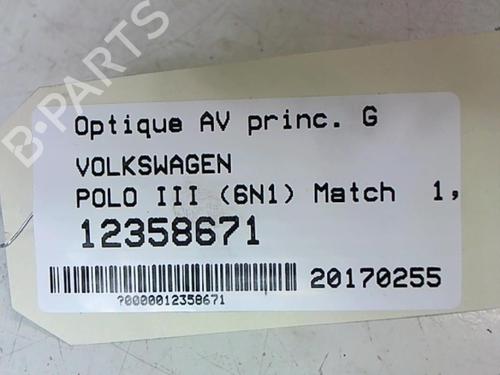 B-PARTS
Optique AV princ. G
VOLKSWAGEN
POLO III (6N1) Match 1,
12358671
20170255
?0000012358671